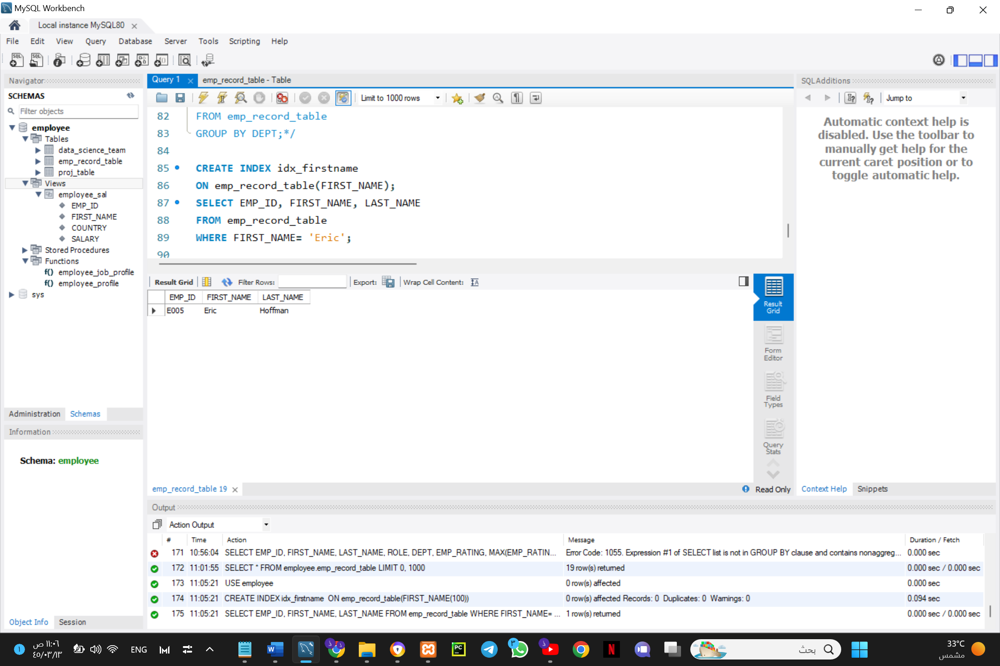 MySQL Workbench
Local instance MySQL80
File Edit View Query Database Server Tools Scripting Help
Navigator
SCHEMAS
Filter objects
employee
Tables
data_science_team
emp_record_table
proj_table
Views
employee_sal
EMP_ID
FIRST_NAME
COUNTRY
SALARY
Stored Procedures
Functions
f() employee_job_profile
f() employee_profile
sys
Administration Schemas
Information
Schema: employee
Object Info Session
Query 1 emp_record_table - Table
Limit to 1000 rows
82 FROM emp_record_table
83 GROUP BY DEPT;*/
84
85 CREATE INDEX idx_firstname
86 ON emp_record_table(FIRST_NAME);
87 SELECT EMP_ID, FIRST_NAME, LAST_NAME
88 FROM emp_record_table
89 WHERE FIRST_NAME= 'Eric';
90
Result Grid Filter Rows: Export: Wrap Cell Content:
EMP_ID FIRST_NAME LAST_NAME
E005 Eric Hoffman
Result Grid
Form Editor
Field Types
Query Stats
emp_record_table 19
Read Only
SQLAdditions
Jump to
Automatic context help is
disabled. Use the toolbar to
manually get help for the
current caret position or to
toggle automatic help.
Context Help Snippets
Output
Action Output
# Time Action Message Duration / Fetch
171 10:56:04 SELECT EMP_ID, FIRST_NAME, LAST_NAME, ROLE, DEPT, EMP_RATING, MAX(EMP_RATIN... Error Code: 1055. Expression #1 of SELECT list is not in GROUP BY clause and contains nonaggreg... 0.000 sec
172 11:01:55 SELECT * FROM employee.emp_record_table LIMIT 0, 1000 19 row(s) returned 0.000 sec / 0.000 sec
173 11:05:21 USE employee 0 row(s) affected 0.000 sec
174 11:05:21 CREATE INDEX idx_firstname ON emp_record_table(FIRST_NAME(100)) 0 row(s) affected Records: 0 Duplicates: 0 Warnings: 0 0.094 sec
175 11:05:21 SELECT EMP_ID, FIRST_NAME, LAST_NAME FROM emp_record_table WHERE FIRST_NAME= ... 1 row(s) returned 0.000 sec / 0.000 sec
١١:٠٦ ص
٤٥/٠٣/١٣
ENG
بحث
33°C
مشمس